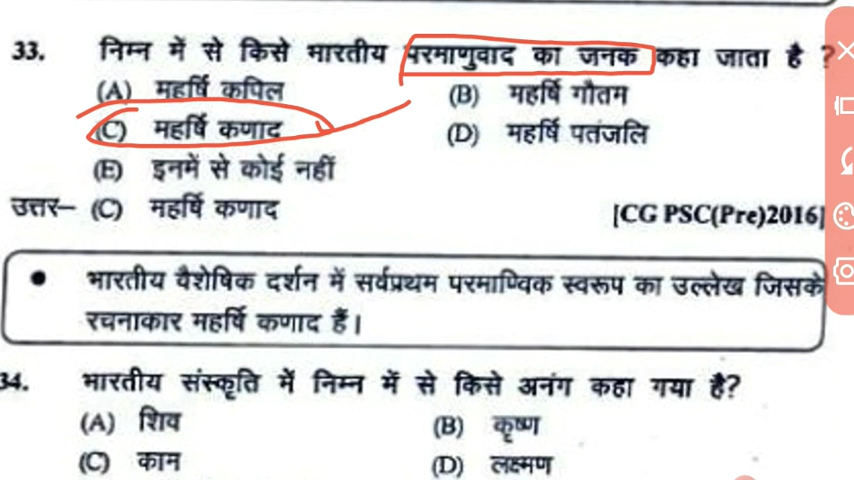 33. निम्न में से किसे भारतीय परमाणुवाद का जनक कहा जाता है ?
(A) महर्षि कपिल (B) महर्षि गौतम
(C) महर्षि कणाद (D) महर्षि पतंजलि
(E) इनमें से कोई नहीं
उत्तर– (C) महर्षि कणाद [CG PSC(Pre)2016]
• भारतीय वैशेषिक दर्शन में सर्वप्रथम परमाण्विक स्वरूप का उल्लेख जिसके
रचनाकार महर्षि कणाद हैं।
34. भारतीय संस्कृति में निम्न में से किसे अनंग कहा गया है?
(A) शिव (B) कृष्ण
(C) काम (D) लक्ष्मण